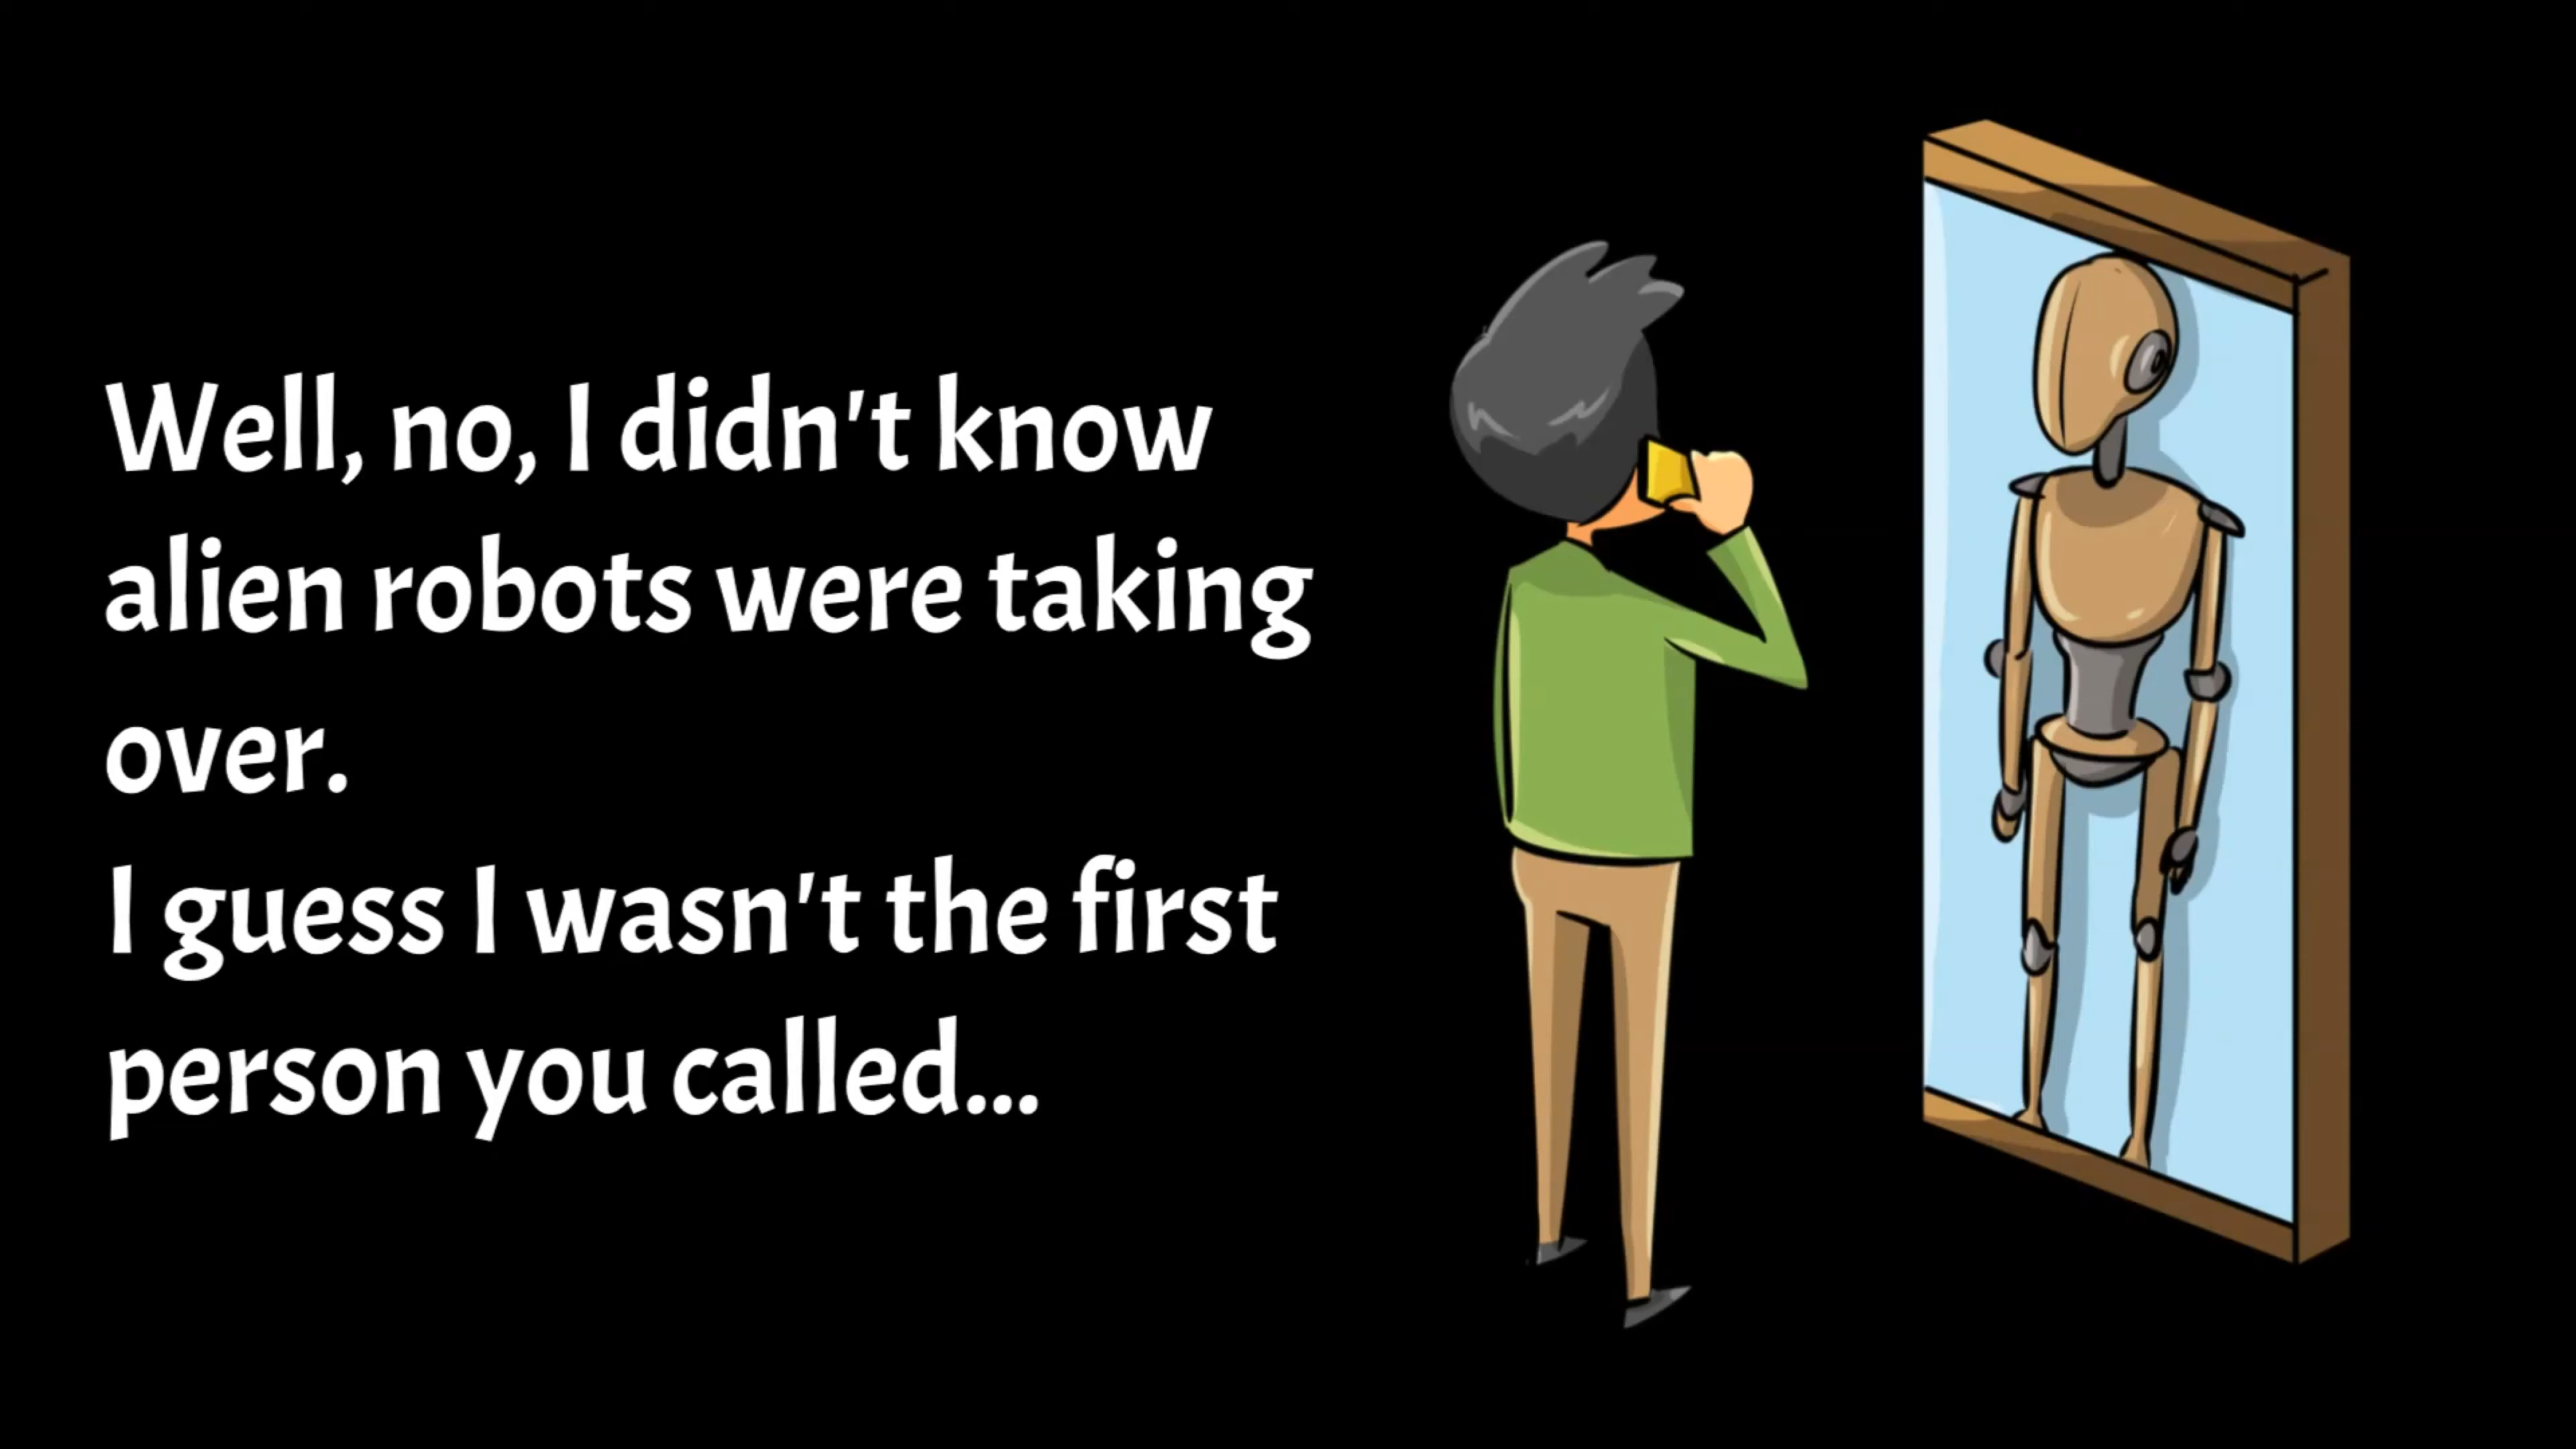 Well, no, I didn't know
alien robots were taking
over.
I guess I wasn't the first
person you called...